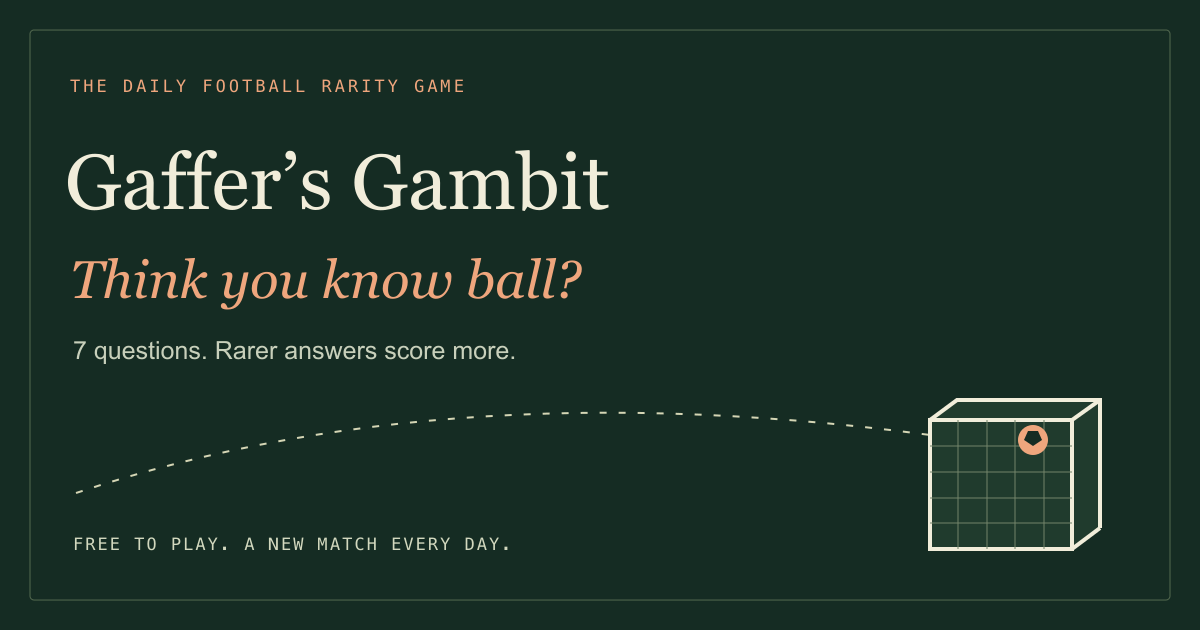 THE DAILY FOOTBALL RARITY GAME
Gaffer’s Gambit
Think you know ball?
7 questions. Rarer answers score more.
FREE TO PLAY. A NEW MATCH EVERY DAY.